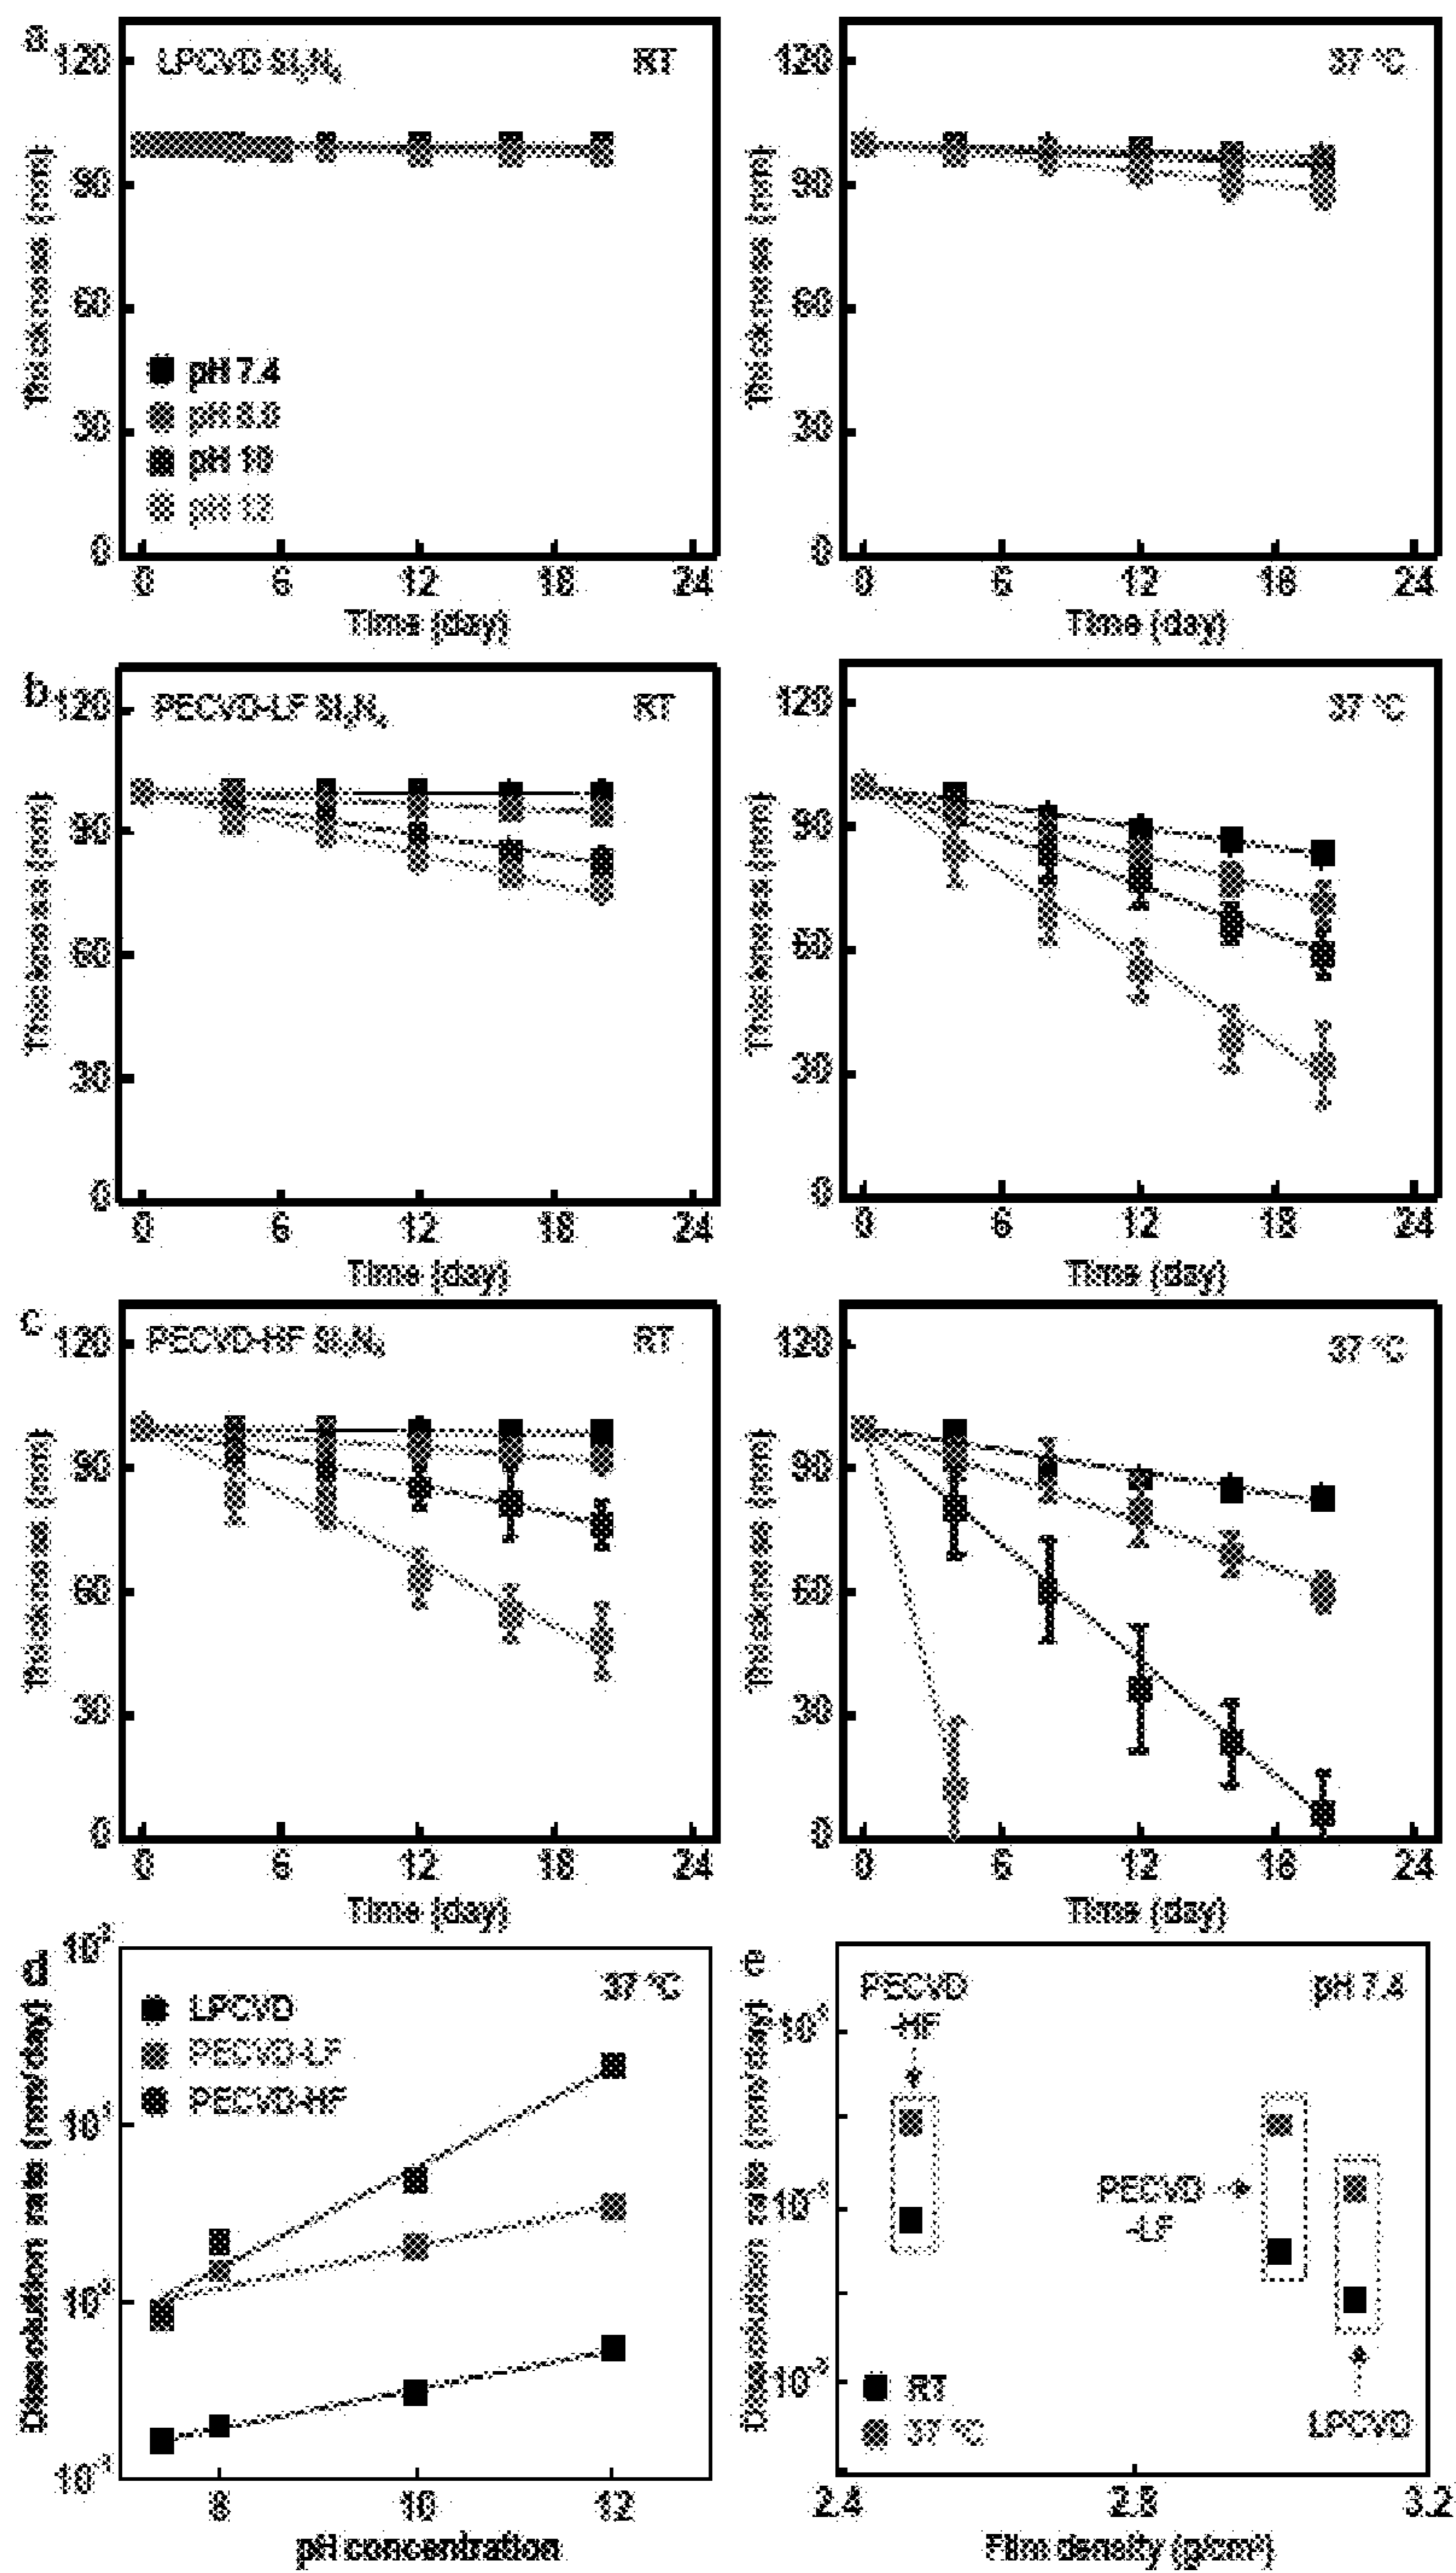 a
LPCVD Si₃N₄
RT
120
90
60
30
0
Thickness (nm)
pH 7.4
pH 8.0
pH 10
pH 12
0 6 12 18 24
Time (day)
37 °C
120
90
60
30
0
Thickness (nm)
0 6 12 18 24
Time (day)
b
PECVD-LF Si₃N₄
RT
120
90
60
30
0
Thickness (nm)
0 6 12 18 24
Time (day)
37 °C
120
90
60
30
0
Thickness (nm)
0 6 12 18 24
Time (day)
c
PECVD-HF Si₃N₄
RT
120
90
60
30
0
Thickness (nm)
0 6 12 18 24
Time (day)
37 °C
120
90
60
30
0
Thickness (nm)
0 6 12 18 24
Time (day)
d
37 °C
LPCVD
PECVD-LF
PECVD-HF
Dissolution rate (nm/day)
8 10 12
pH concentration
e
PECVD
-HF
pH 7.4
PECVD
-LF
RT
37 °C
LPCVD
Dissolution rate (nm/day)
2.4 2.8 3.2
Film density (g/cm³)